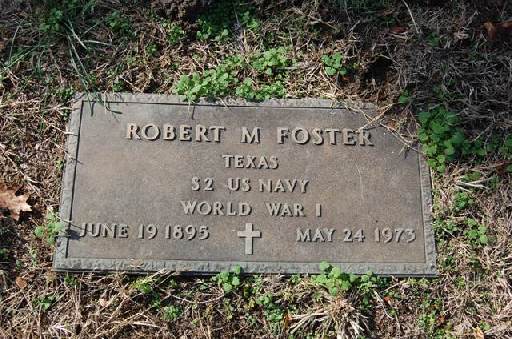 ROBERT M FOSTER
TEXAS
S2 US NAVY
WORLD WAR I
JUNE 19 1895 MAY 24 1973